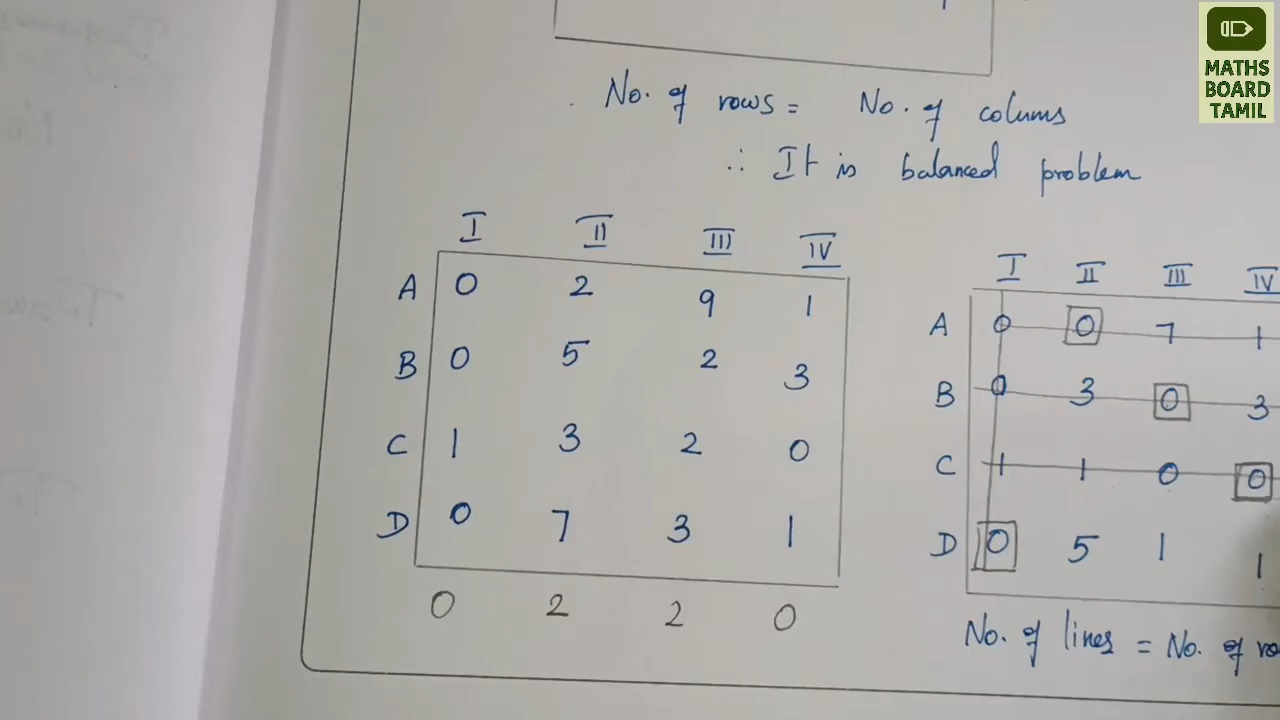 No. of rows = No. of colums
∴ It is balanced problem
I II III IV
A 0 2 9 1
B 0 5 2 3
C 1 3 2 0
D 0 7 3 1
0 2 2 0
I II III IV
A 0 0 7 1
B 0 3 0 3
C 1 1 0 0
D 0 5 1 1
No. of lines = No. of ro
MATHS
BOARD
TAMIL